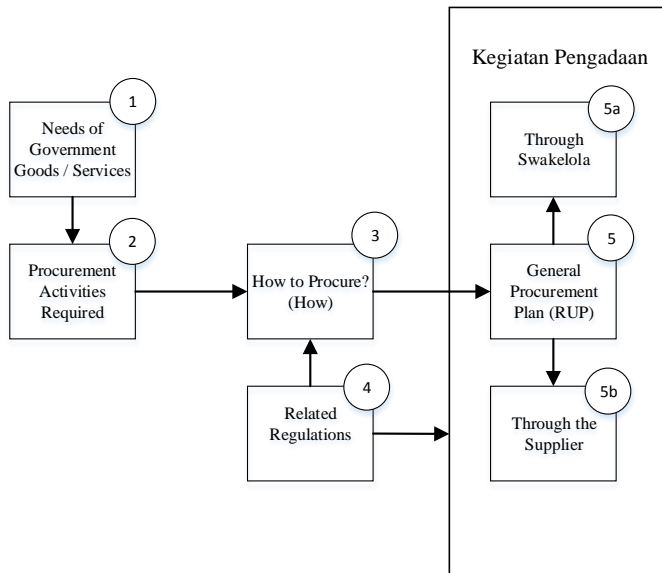 Kegiatan Pengadaan
1
Needs of
Government
Goods / Services
2
Procurement
Activities
Required
3
How to Procure?
(How)
4
Related
Regulations
5a
Through
Swakelola
5
General
Procurement
Plan (RUP)
5b
Through the
Supplier